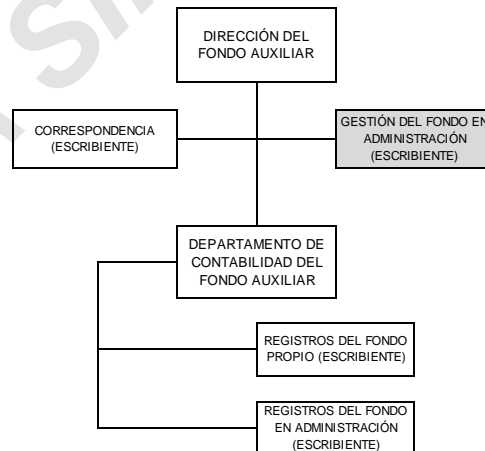 DIRECCIÓN DEL
FONDO AUXILIAR
CORRESPONDENCIA
(ESCRIBIENTE)
GESTIÓN DEL FONDO EN
ADMINISTRACIÓN
(ESCRIBIENTE)
DEPARTAMENTO DE
CONTABILIDAD DEL
FONDO AUXILIAR
REGISTROS DEL FONDO
PROPIO (ESCRIBIENTE)
REGISTROS DEL FONDO
EN ADMINISTRACIÓN
(ESCRIBIENTE)